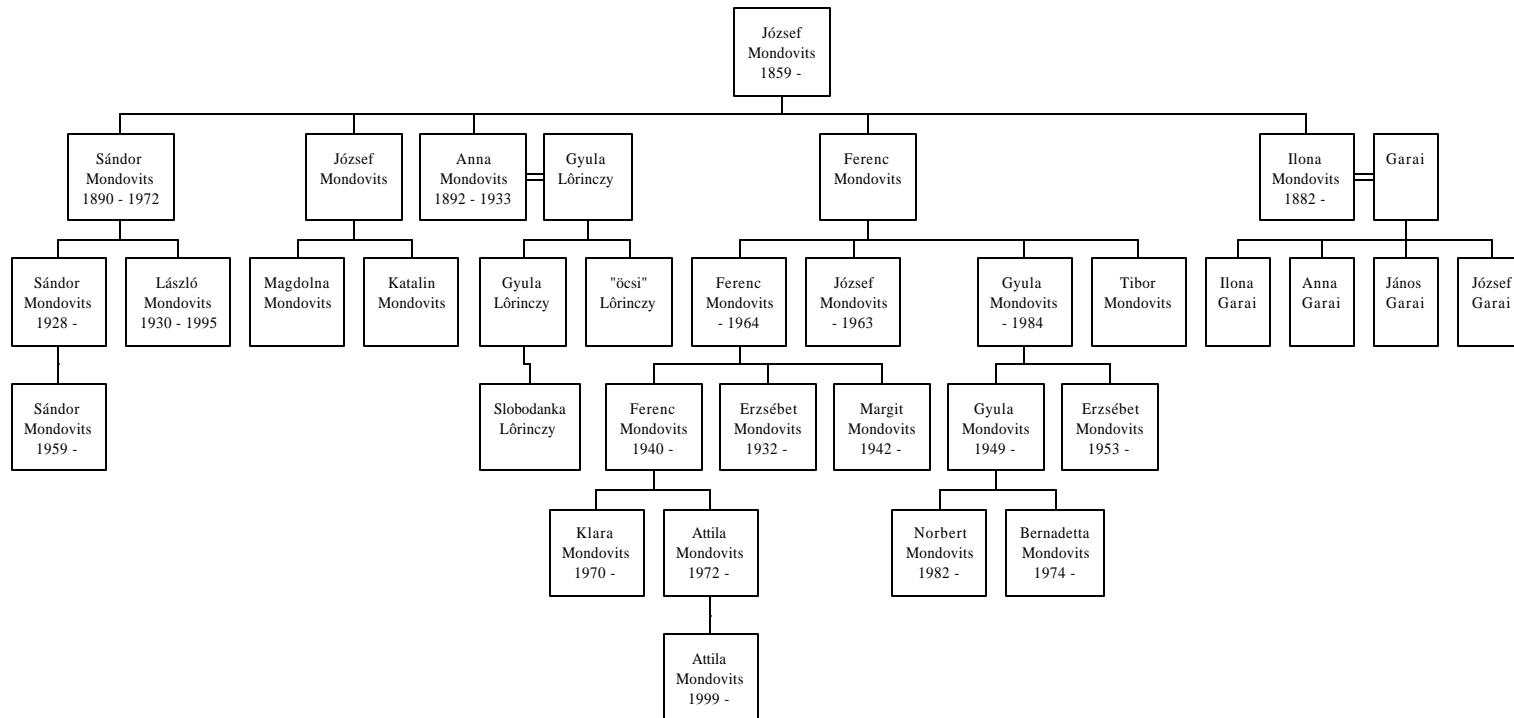 József
Mondovits
1859 -
Sándor
Mondovits
1890 - 1972
József
Mondovits
Anna
Mondovits
1892 - 1933
Gyula
Lôrinczy
Ferenc
Mondovits
Ilona
Mondovits
1882 -
Garai
Sándor
Mondovits
1928 -
László
Mondovits
1930 - 1995
Magdolna
Mondovits
Katalin
Mondovits
Gyula
Lôrinczy
"öcsi"
Lôrinczy
Ferenc
Mondovits
- 1964
József
Mondovits
- 1963
Gyula
Mondovits
- 1984
Tibor
Mondovits
Ilona
Garai
Anna
Garai
János
Garai
József
Garai
Sándor
Mondovits
1959 -
Slobodanka
Lôrinczy
Ferenc
Mondovits
1940 -
Erzsébet
Mondovits
1932 -
Margit
Mondovits
1942 -
Gyula
Mondovits
1949 -
Erzsébet
Mondovits
1953 -
Klara
Mondovits
1970 -
Attila
Mondovits
1972 -
Norbert
Mondovits
1982 -
Bernadetta
Mondovits
1974 -
Attila
Mondovits
1999 -